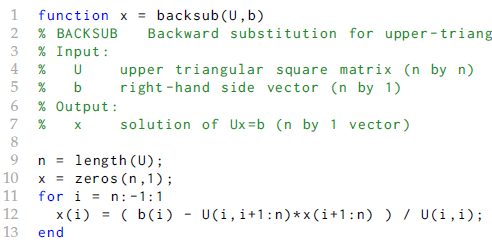 1 function x = backsub(U,b)
2 % BACKSUB   Backward substitution for upper-triang
3 % Input:
4 %   U     upper triangular square matrix (n by n)
5 %   b     right-hand side vector (n by 1)
6 % Output:
7 %   x     solution of Ux=b (n by 1 vector)
8
9 n = length(U);
10 x = zeros(n,1);
11 for i = n:-1:1
12   x(i) = ( b(i) - U(i,i+1:n)*x(i+1:n) ) / U(i,i);
13 end